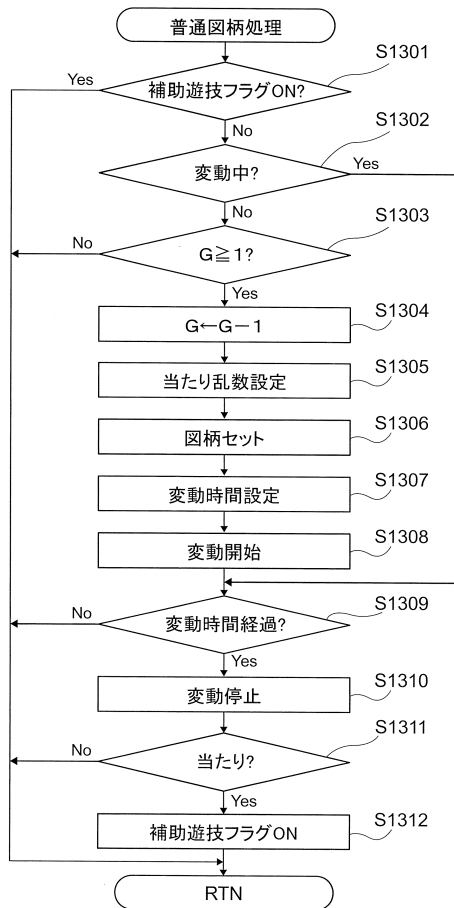 普通図柄処理
S1301
Yes
補助遊技フラグON?
No
S1302
変動中?
Yes
No
S1303
No
G≧1?
Yes
S1304
G←G－1
S1305
当たり乱数設定
S1306
図柄セット
S1307
変動時間設定
S1308
変動開始
S1309
No
変動時間経過?
Yes
S1310
変動停止
S1311
No
当たり?
Yes
S1312
補助遊技フラグON
RTN